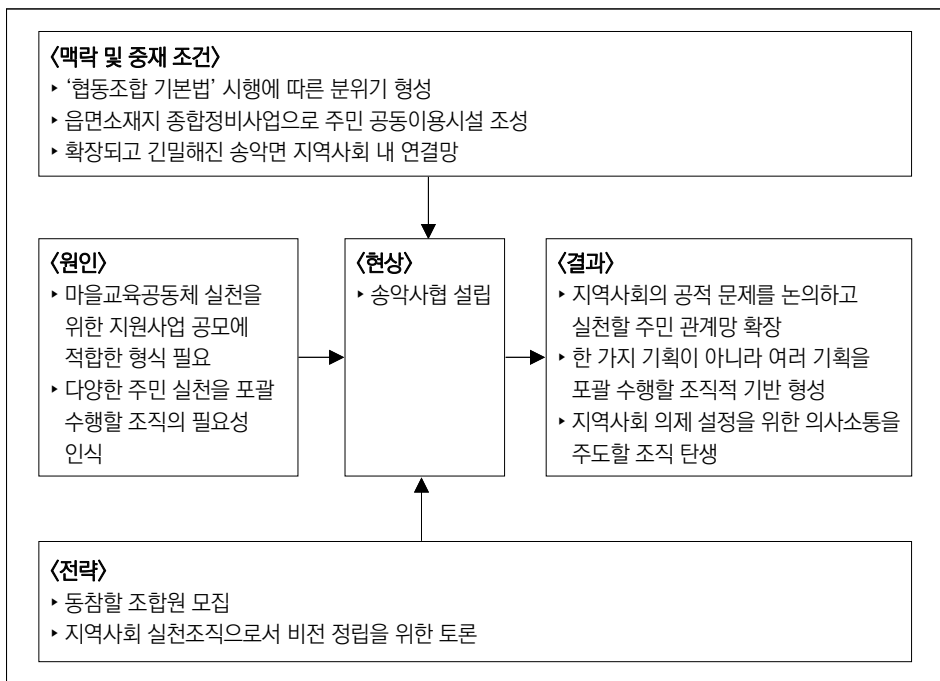 〈맥락 및 중재 조건〉
‣ ‘협동조합 기본법’ 시행에 따른 분위기 형성
‣ 읍면소재지 종합정비사업으로 주민 공동이용시설 조성
‣ 확장되고 긴밀해진 송악면 지역사회 내 연결망
〈원인〉
‣ 마을교육공동체 실천을
위한 지원사업 공모에
적합한 형식 필요
‣ 다양한 주민 실천을 포괄
수행할 조직의 필요성
인식
〈현상〉
‣ 송악사협 설립
〈결과〉
‣ 지역사회의 공적 문제를 논의하고
실천할 주민 관계망 확장
‣ 한 가지 기획이 아니라 여러 기획을
포괄 수행할 조직적 기반 형성
‣ 지역사회 의제 설정을 위한 의사소통을
주도할 조직 탄생
〈전략〉
‣ 동참할 조합원 모집
‣ 지역사회 실천조직으로서 비전 정립을 위한 토론